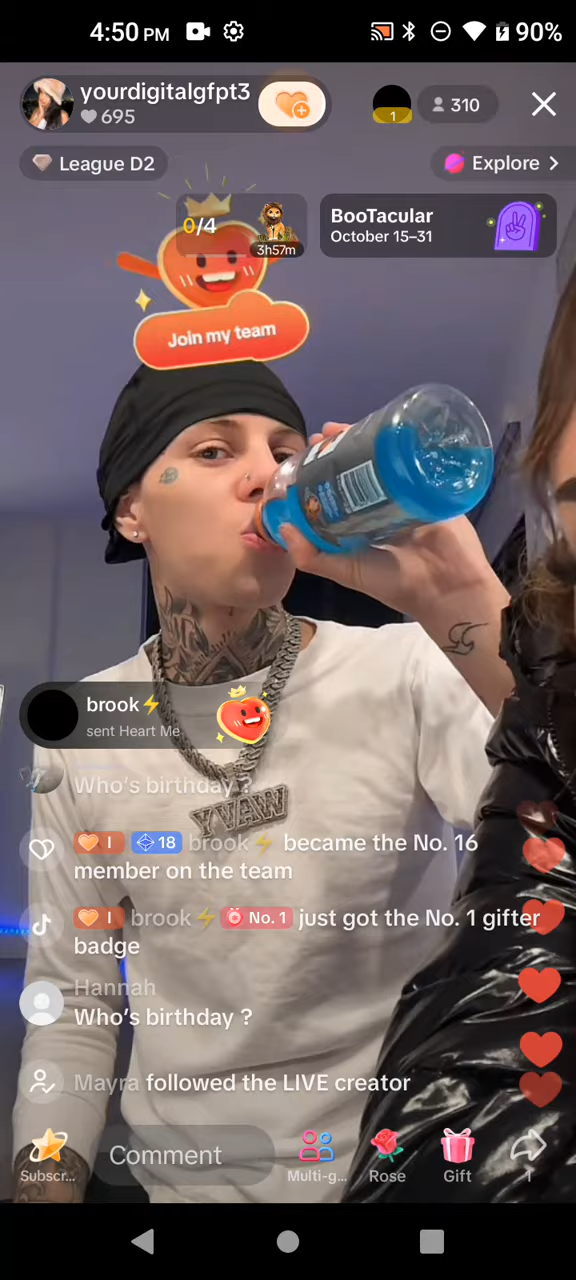 4:50 PM
90%
yourdigitalgfpt3
695
1
310
League D2
Explore
0/4
3h57m
BooTacular
October 15–31
Join my team
brook⚡
sent Heart Me
Who's birthday ?
YVAW
I 18 brook⚡ became the No. 16
member on the team
I brook⚡ No. 1 just got the No. 1 gifter
badge
Hannah
Who's birthday ?
Mayra followed the LIVE creator
Subscr...
Comment
Multi-g...
Rose
Gift
1